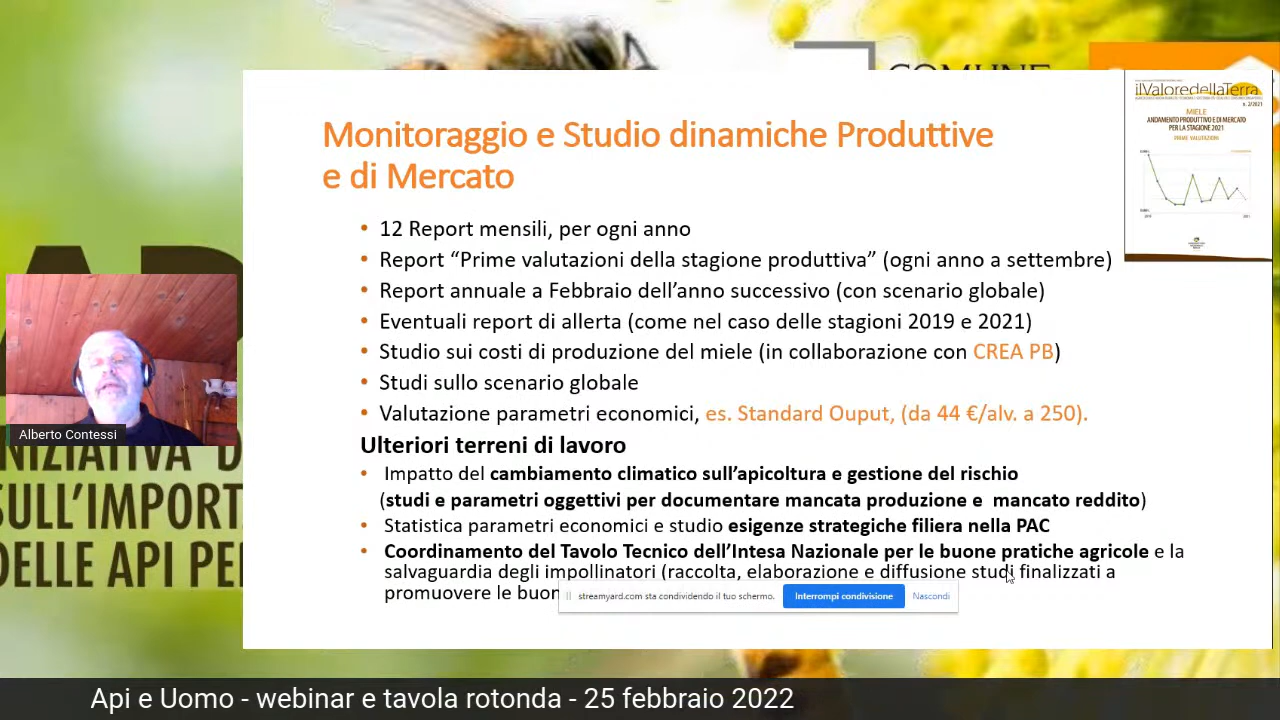 COMUNE
ilValoredellaTerra
n. 2/2021
MIELE
ANDAMENTO PRODUTTIVO E DI MERCATO
PER LA STAGIONE 2021
PRIME VALUTAZIONI
Monitoraggio e Studio dinamiche Produttive
e di Mercato
• 12 Report mensili, per ogni anno
• Report “Prime valutazioni della stagione produttiva” (ogni anno a settembre)
• Report annuale a Febbraio dell’anno successivo (con scenario globale)
• Eventuali report di allerta (come nel caso delle stagioni 2019 e 2021)
• Studio sui costi di produzione del miele (in collaborazione con CREA PB)
• Studi sullo scenario globale
• Valutazione parametri economici, es. Standard Ouput, (da 44 €/alv. a 250).
Ulteriori terreni di lavoro
• Impatto del cambiamento climatico sull’apicoltura e gestione del rischio
(studi e parametri oggettivi per documentare mancata produzione e mancato reddito)
• Statistica parametri economici e studio esigenze strategiche filiera nella PAC
• Coordinamento del Tavolo Tecnico dell’Intesa Nazionale per le buone pratiche agricole e la
salvaguardia degli impollinatori (raccolta, elaborazione e diffusione studi finalizzati a
promuovere le buon
streamyard.com sta condividendo il tuo schermo. Interrompi condivisione Nascondi
Alberto Contessi
NIZIATIVA D
SULL'IMPORT
DELLE API PE
Api e Uomo - webinar e tavola rotonda - 25 febbraio 2022